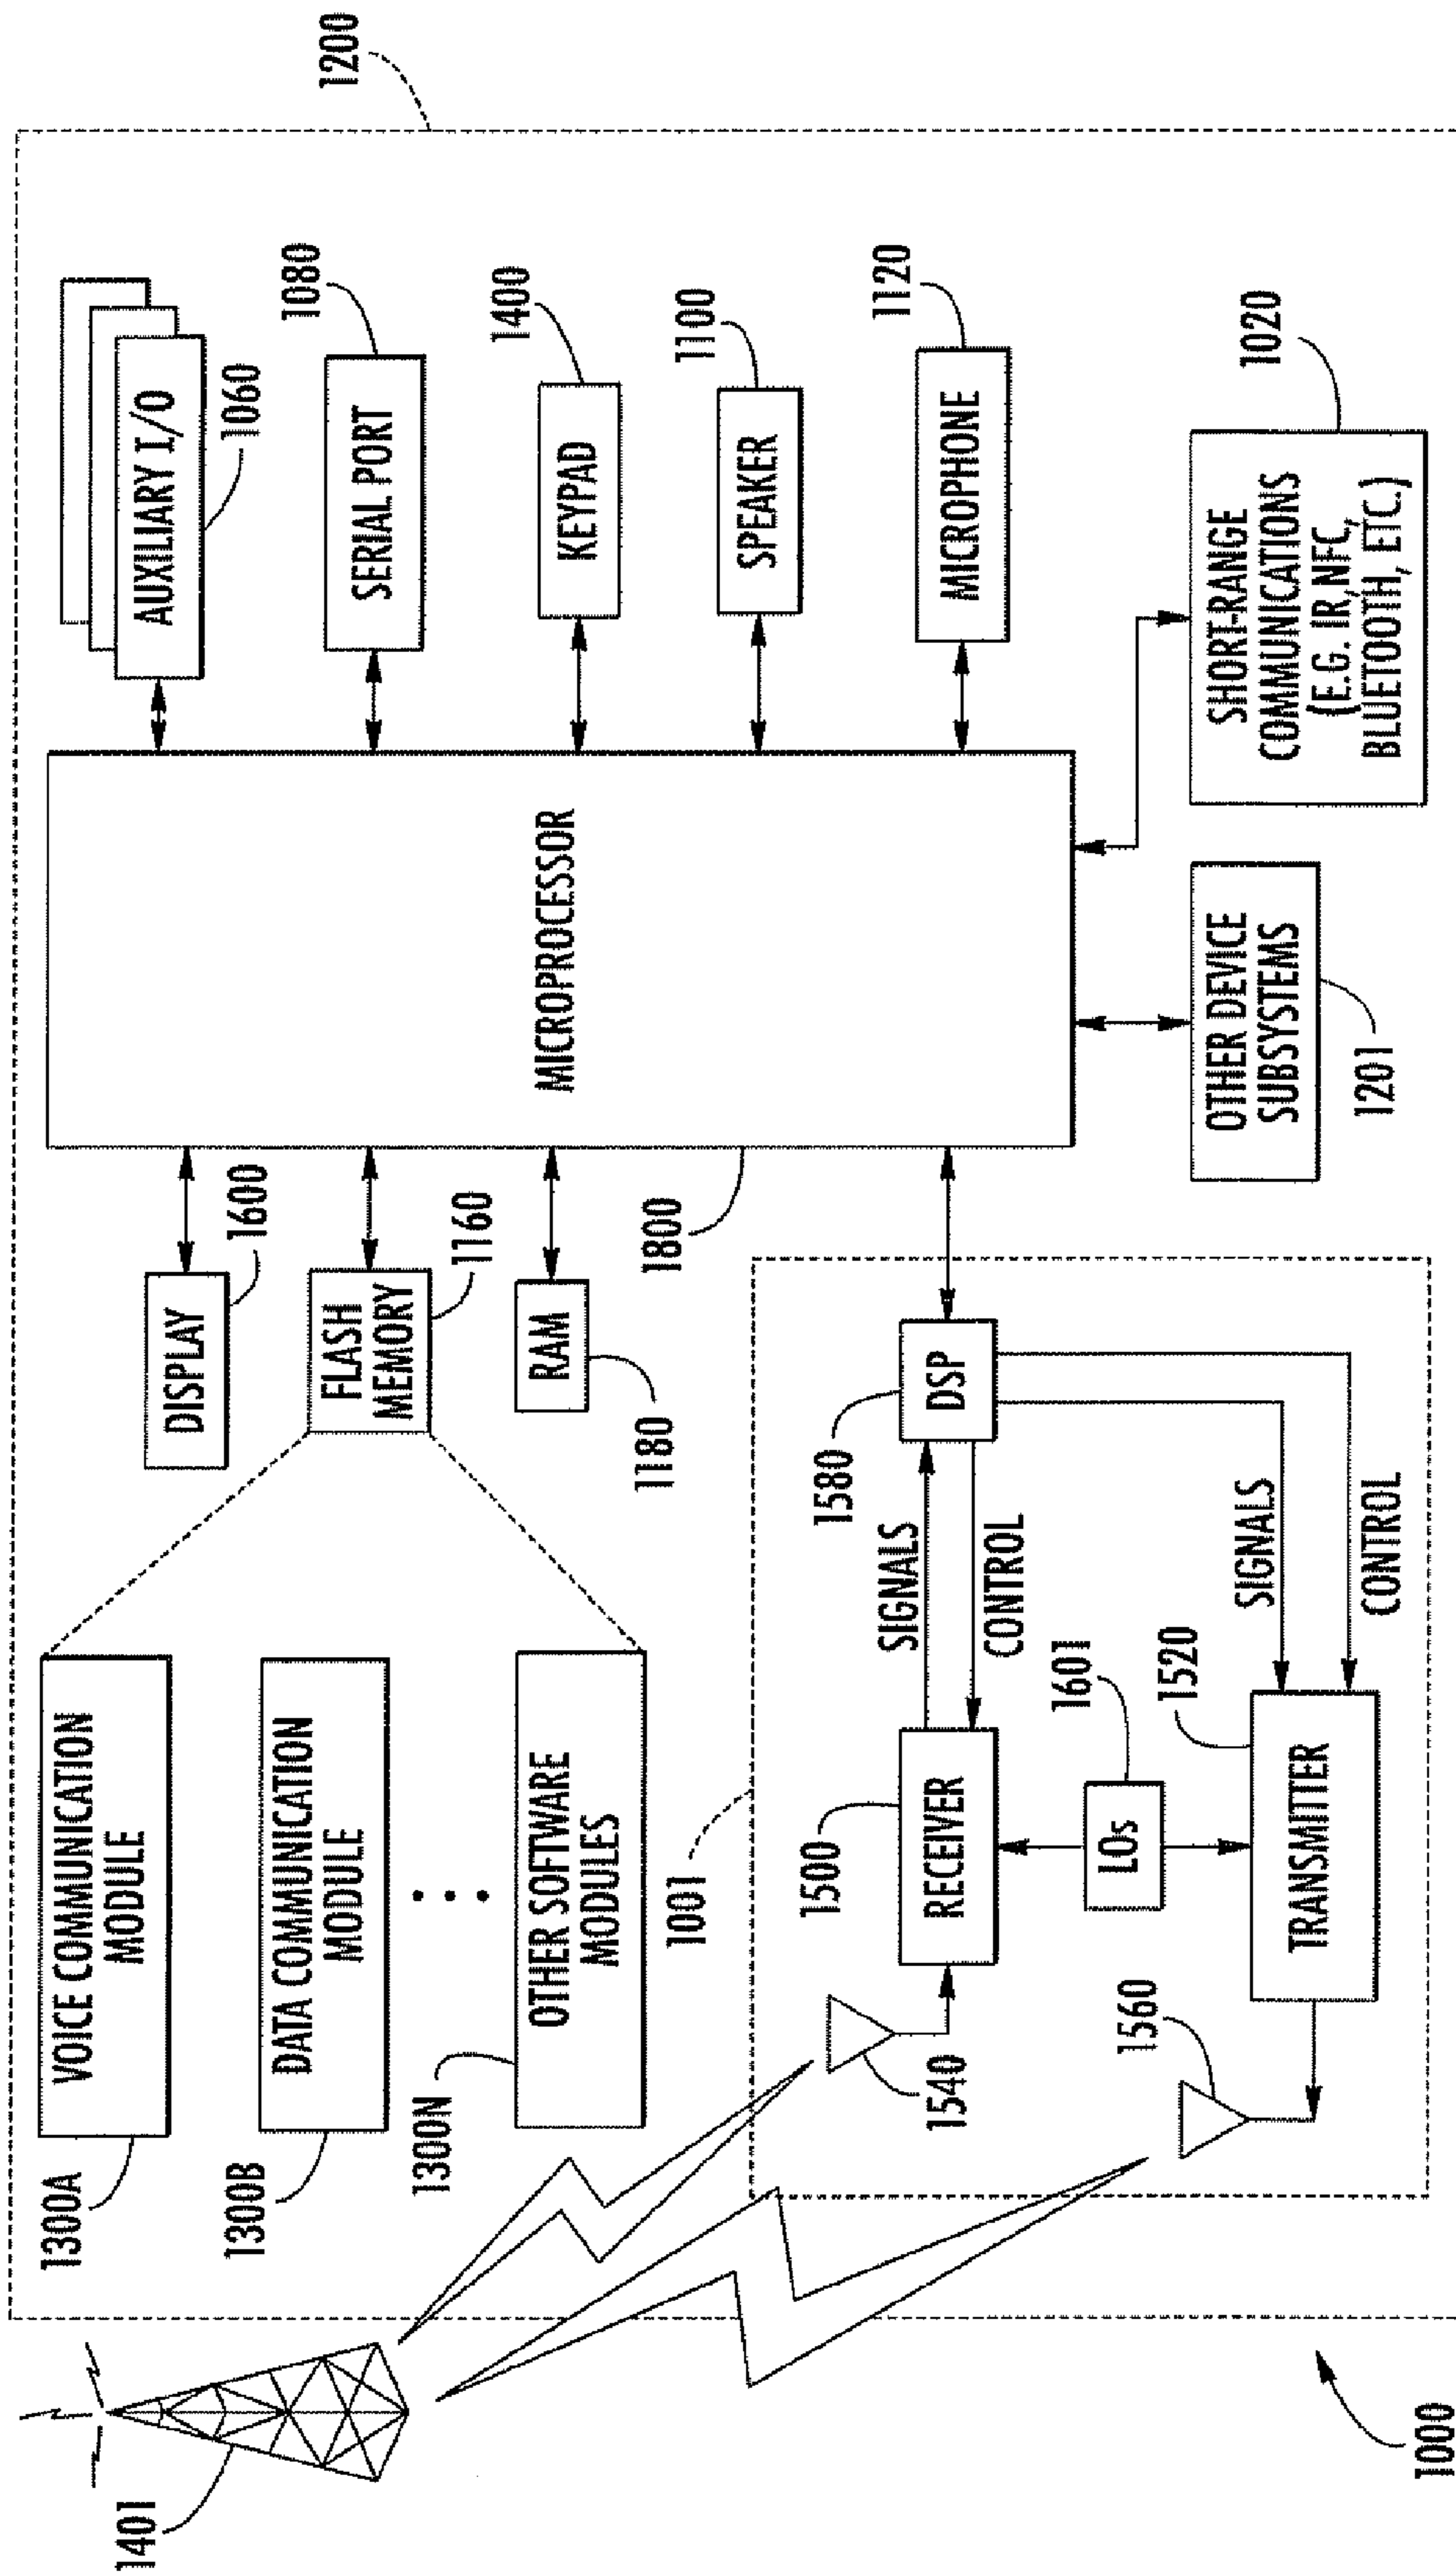 1401
1000
1200
1300A
VOICE COMMUNICATION
MODULE
1300B
DATA COMMUNICATION
MODULE
1300N
OTHER SOFTWARE
MODULES
DISPLAY
1600
FLASH
MEMORY
1160
RAM
1180
1800
MICROPROCESSOR
AUXILIARY I/O
1060
SERIAL PORT
1080
KEYPAD
1400
SPEAKER
1100
MICROPHONE
1120
1001
1540
1500
RECEIVER
SIGNALS
CONTROL
1580
DSP
1601
LOs
1560
1520
TRANSMITTER
SIGNALS
CONTROL
OTHER DEVICE
SUBSYSTEMS
1201
SHORT-RANGE
COMMUNICATIONS
(E.G. IR,NFC,
BLUETOOTH, ETC.)
1020